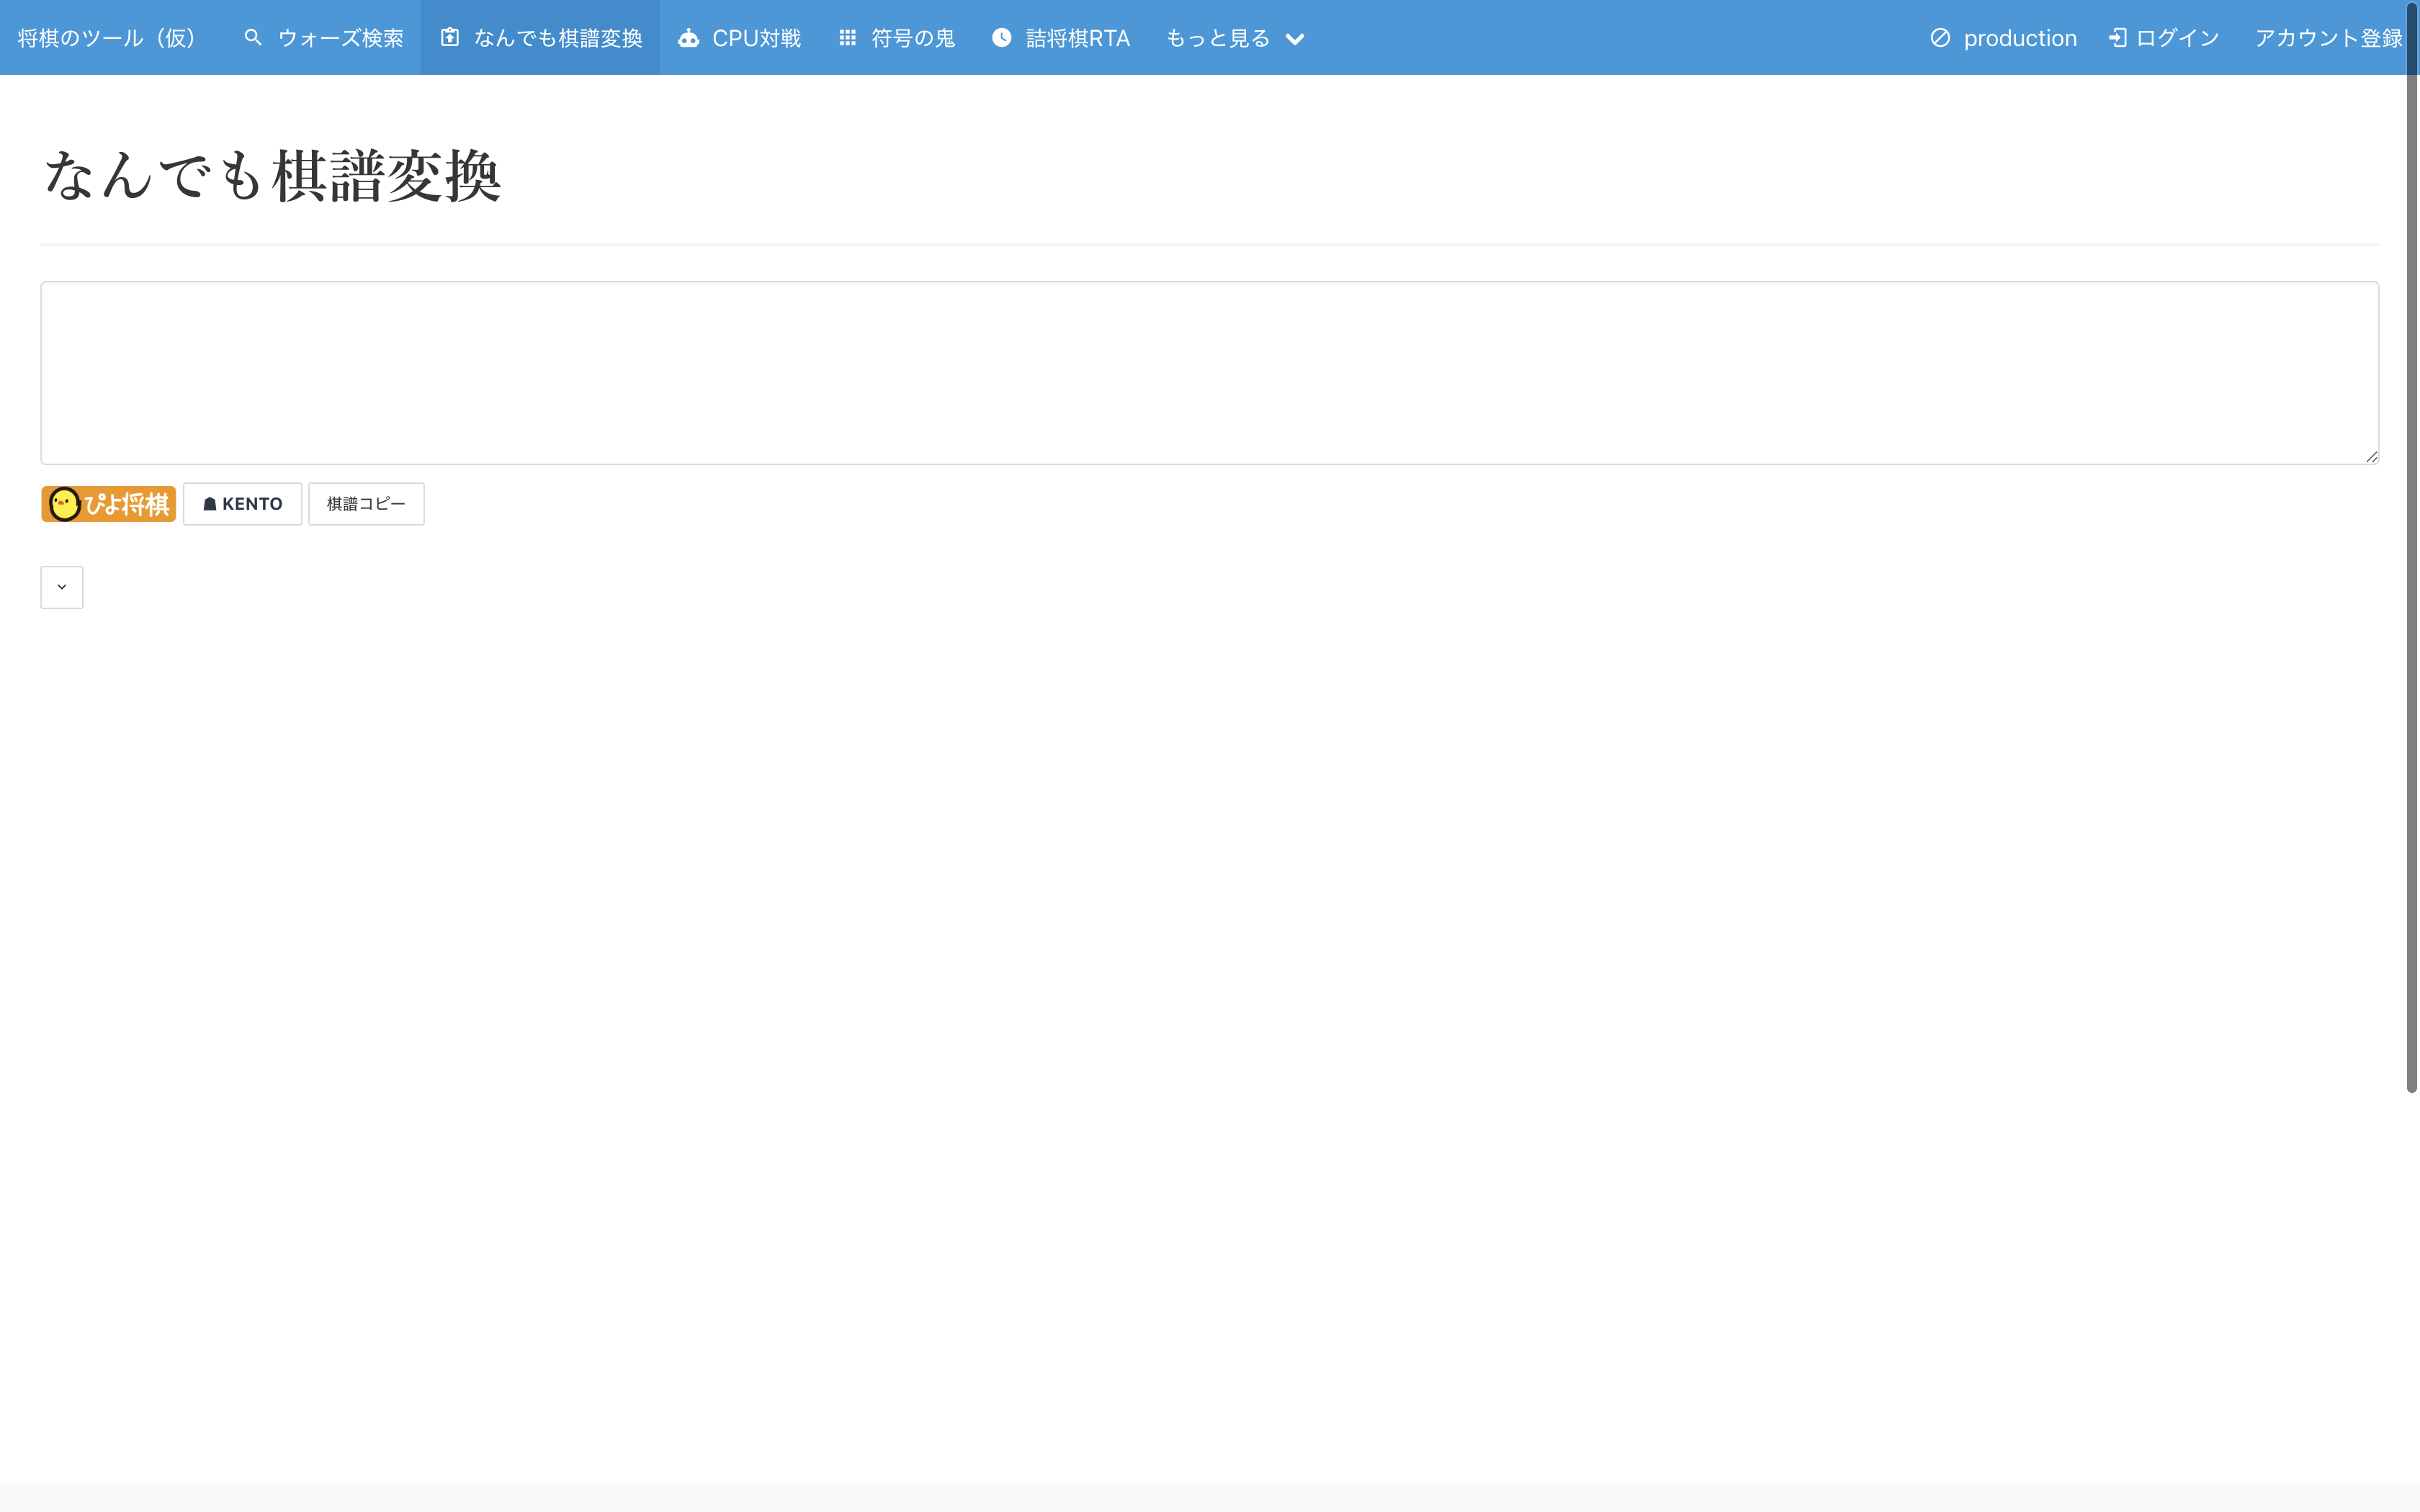 将棋のツール（仮） ウォーズ検索 なんでも棋譜変換 CPU対戦 符号の鬼 詰将棋RTA もっと見る production ログイン アカウント登録
なんでも棋譜変換
ぴよ将棋 KENTO 棋譜コピー